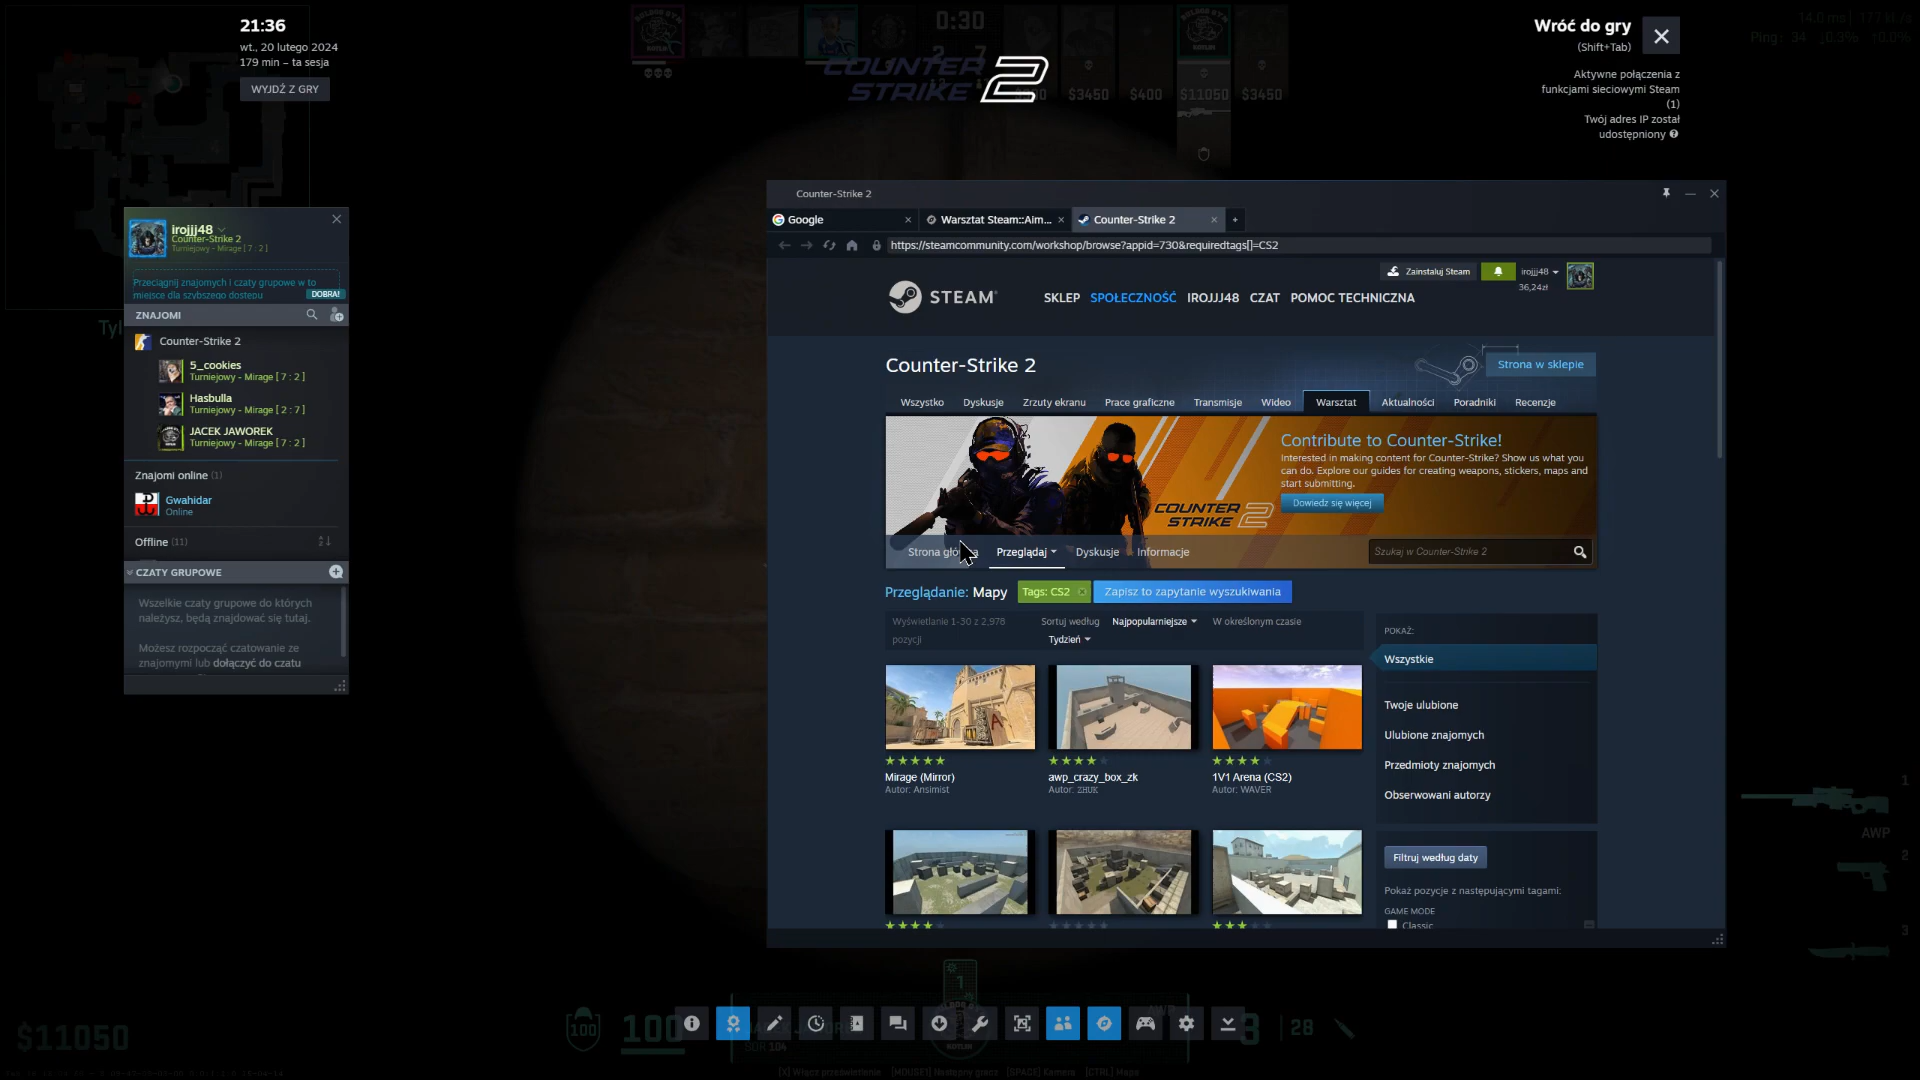 21:36
wt., 20 lutego 2024
179 min – ta sesja
WYJDŹ Z GRY
0:30
COUNTER
STRIKE 2
$3450
$400
$11050
$3450
Wróć do gry
(Shift+Tab)
Aktywne połączenia z
funkcjami sieciowymi Steam
(1)
Twój adres IP został
udostępniony
irojjj48
Counter-Strike 2
Turniejowy - Mirage [ 7 : 2 ]
Przeciągnij znajomych i czaty grupowe w to
miejsce dla szybszego dostępu
DOBRA!
ZNAJOMI
Counter-Strike 2
5_cookies
Turniejowy - Mirage [ 7 : 2 ]
Hasbulla
Turniejowy - Mirage [ 2 : 7 ]
JACEK JAWOREK
Turniejowy - Mirage [ 7 : 2 ]
Znajomi online (1)
Gwahidar
Online
Offline (11)
CZATY GRUPOWE
Wszelkie czaty grupowe do których
należysz, będą znajdować się tutaj.
Możesz rozpocząć czatowanie ze
znajomymi lub dołączyć do czatu
Counter-Strike 2
Google
Warsztat Steam::Aim...
Counter-Strike 2
https://steamcommunity.com/workshop/browse?appid=730&requiredtags[]=CS2
Zainstaluj Steam
irojjj48
36,24zł
STEAM
SKLEP SPOŁECZNOŚĆ IROJJJ48 CZAT POMOC TECHNICZNA
Counter-Strike 2
Strona w sklepie
Wszystko Dyskusje Zrzuty ekranu Prace graficzne Transmisje Wideo Warsztat Aktualności Poradniki Recenzje
Contribute to Counter-Strike!
Interested in making content for Counter-Strike? Show us what you
can do. Explore our guides for creating weapons, stickers, maps and
start submitting.
Dowiedz się więcej
COUNTER
STRIKE 2
Strona Przeglądaj Dyskusje Informacje
Szukaj w Counter-Strike 2
Przeglądanie: Mapy
Tags: CS2
Zapisz to zapytanie wyszukiwania
Wyświetlanie 1-30 z 2,978
pozycji
Sortuj według Najpopularniejsze W określonym czasie
Tydzień
Mirage (Mirror)
Autor: Ansimist
awp_crazy_box_zk
Autor: ZHUK
1V1 Arena (CS2)
Autor: WAVER
POKAŻ:
Wszystkie
Twoje ulubione
Ulubione znajomych
Przedmioty znajomych
Obserwowani autorzy
Filtruj według daty
Pokaż pozycje z następującymi tagami:
GAME MODE
Classic
1
AWP
2
3
$11050
100
100
28